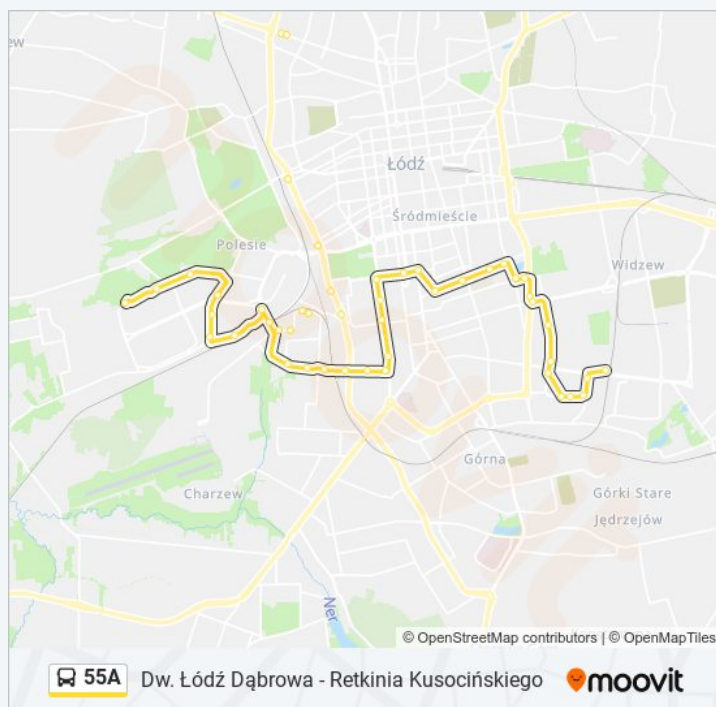 ew
Łódź
Śródmieście
Polesie
Widzew
Górna
Charzew
Górki Stare
Jędrzejów
Ner
© OpenStreetMap contributors | © OpenMapTiles
55A Dw. Łódź Dąbrowa - Retkinia Kusocińskiego moovit